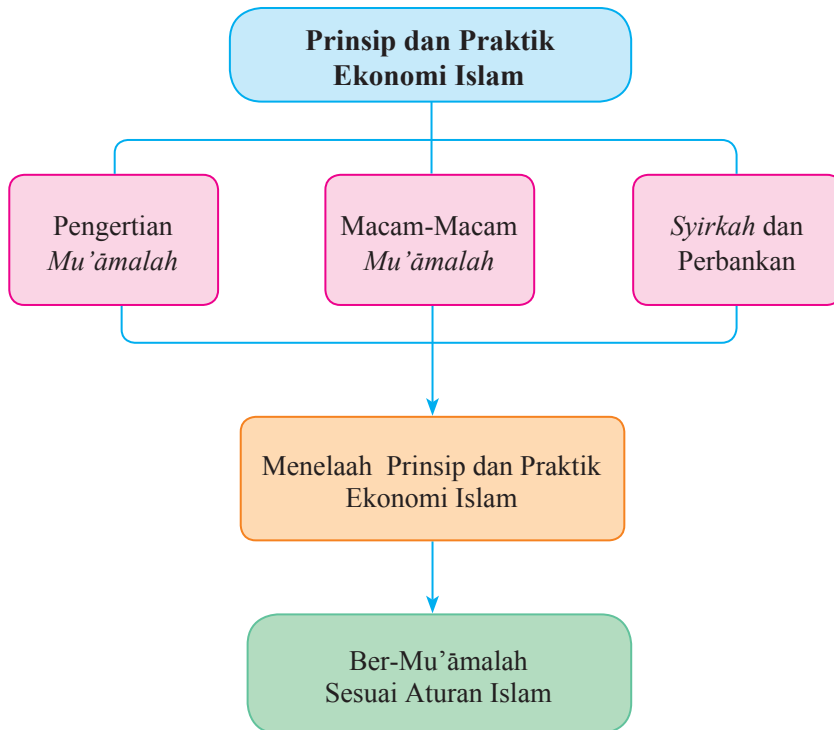 Prinsip dan Praktik
Ekonomi Islam
Pengertian
Mu’āmalah
Macam-Macam
Mu’āmalah
Syirkah dan
Perbankan
Menelaah Prinsip dan Praktik
Ekonomi Islam
Ber-Mu’āmalah
Sesuai Aturan Islam